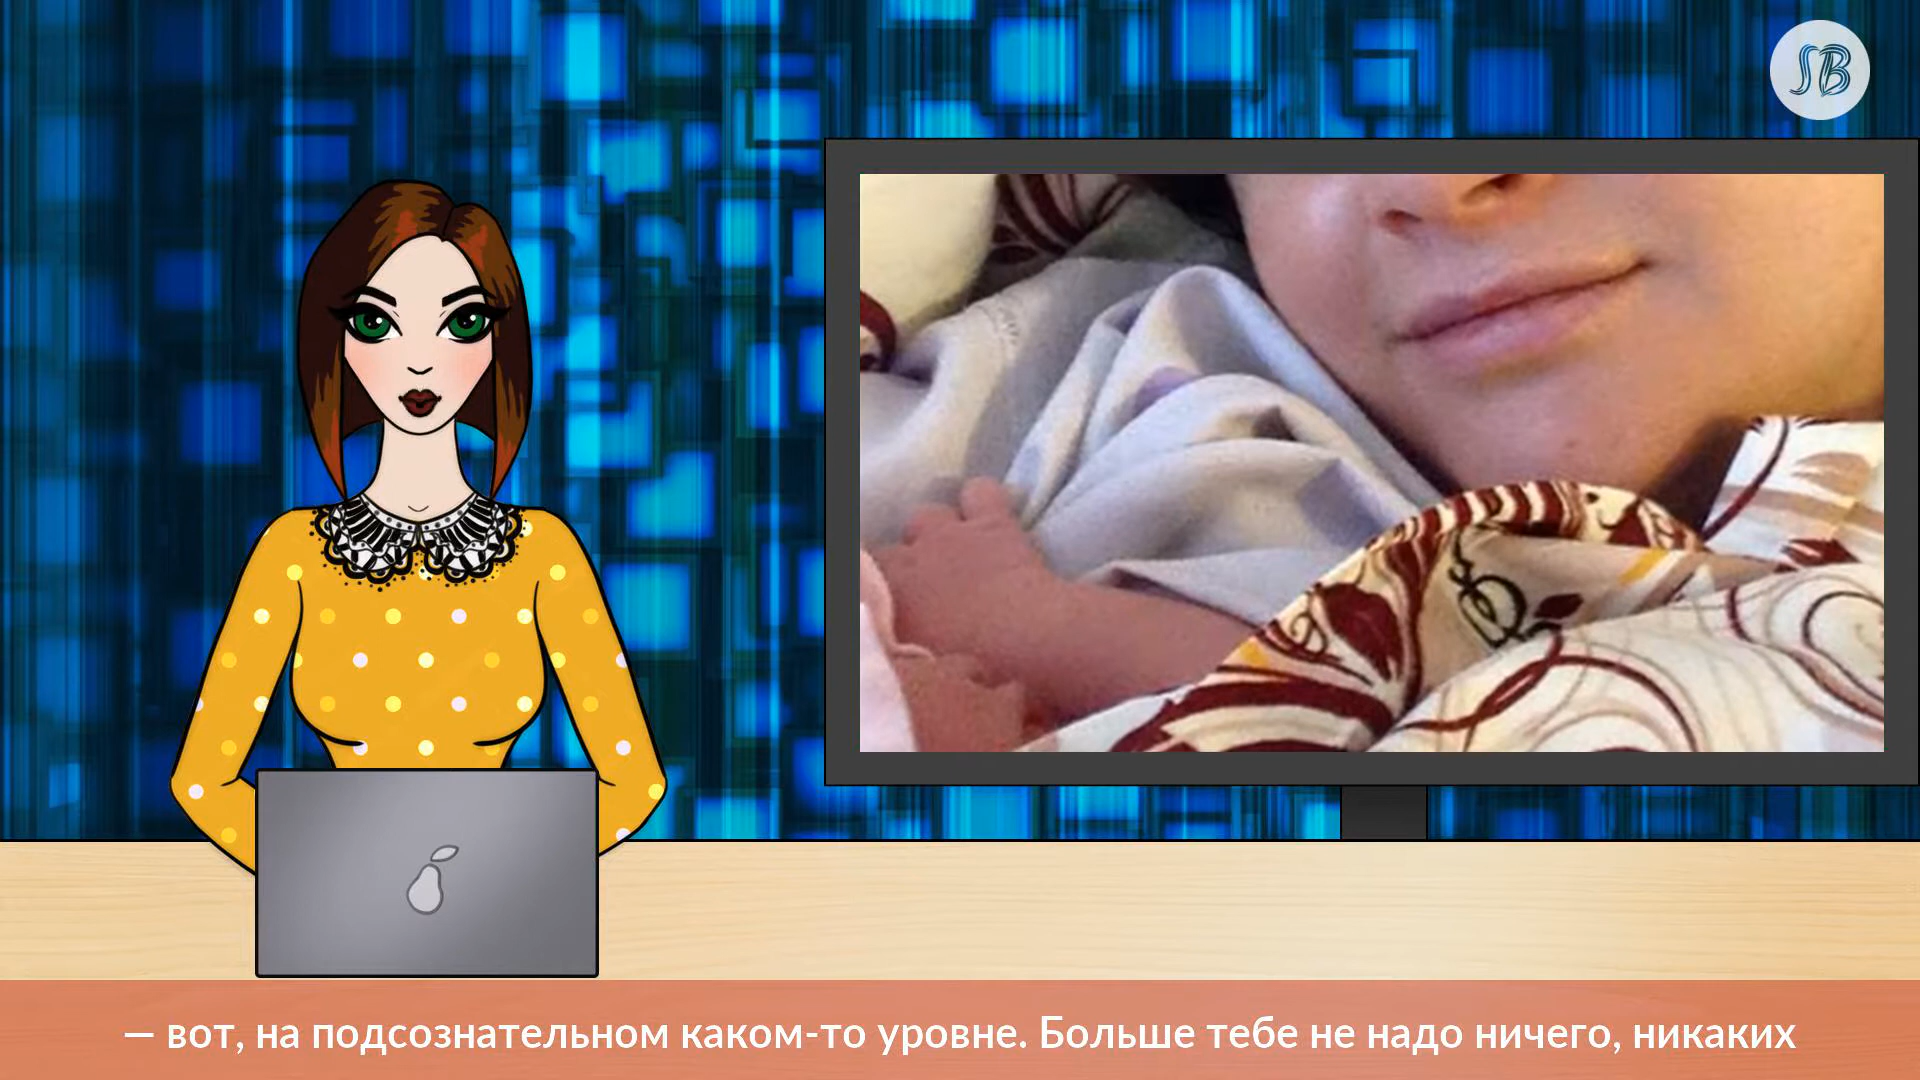 SB
— вот, на подсознательном каком-то уровне. Больше тебе не надо ничего, никаких